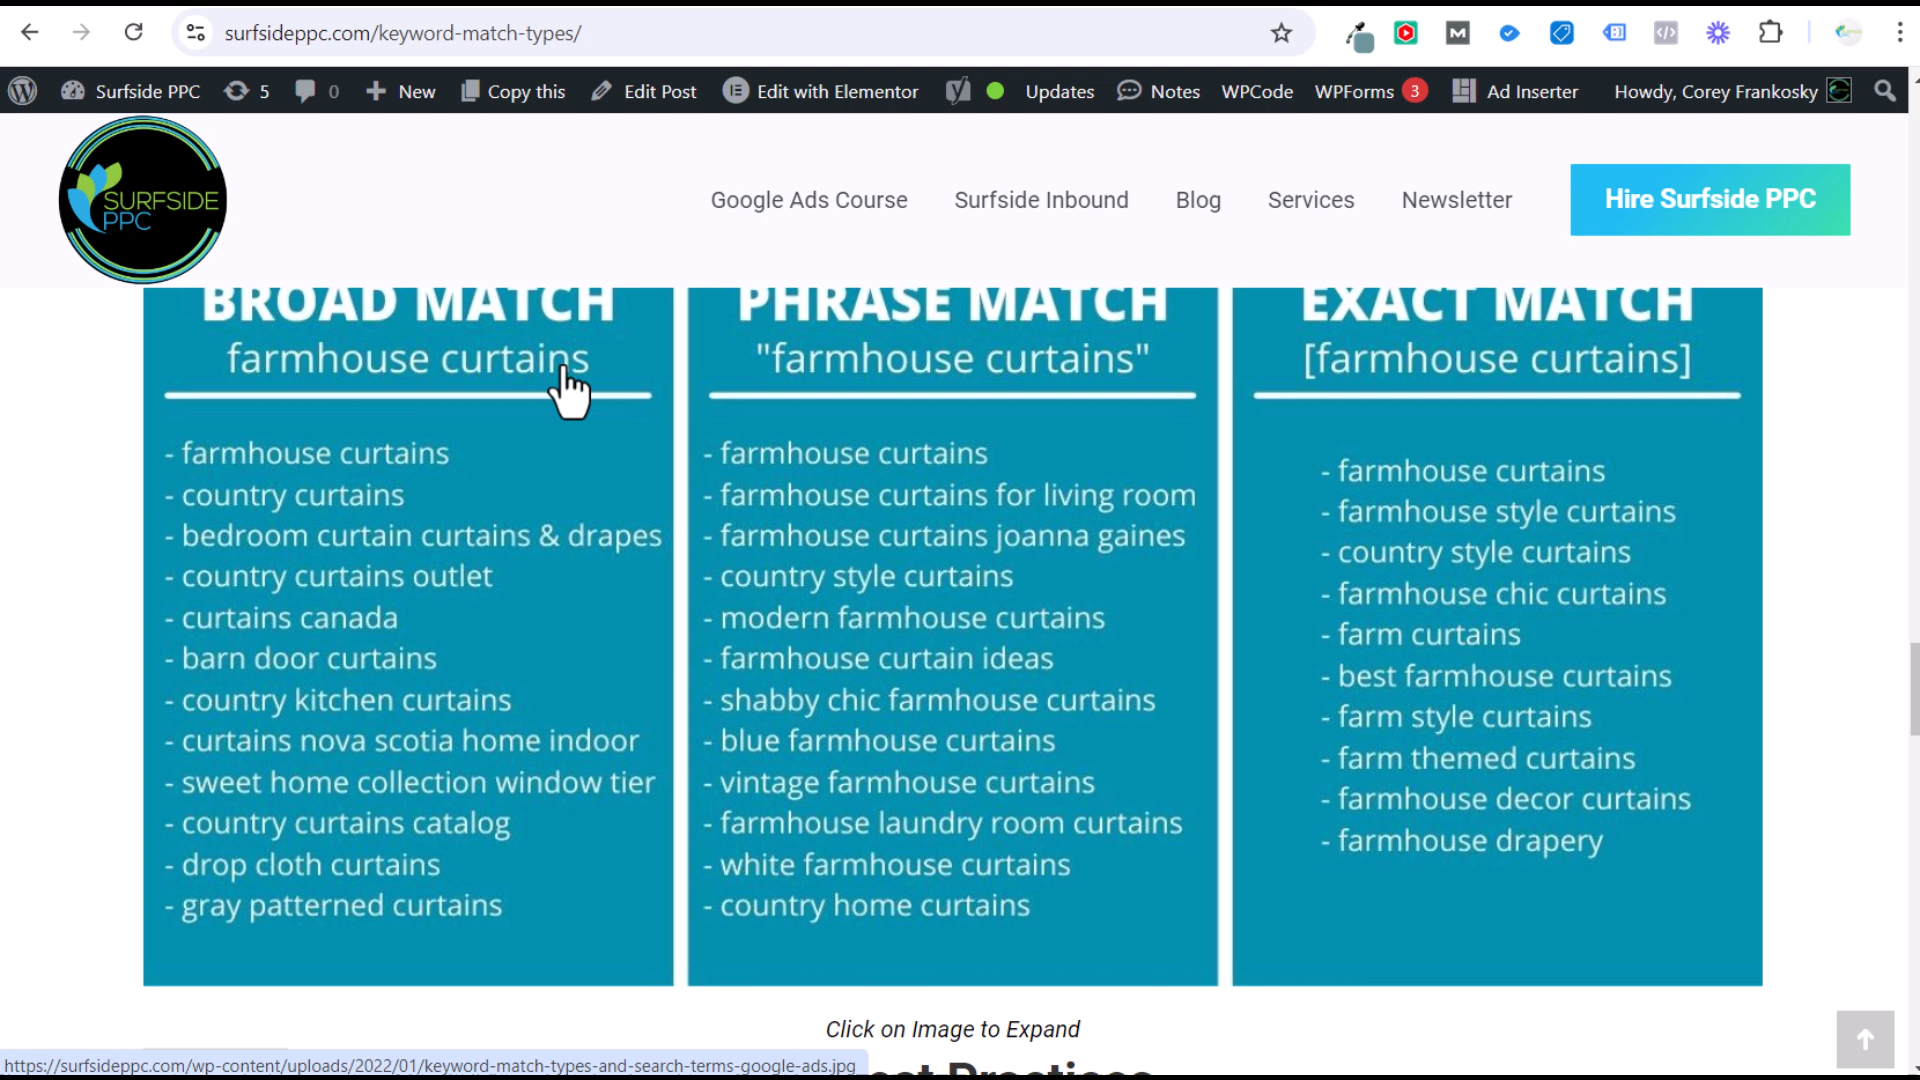 surfsideppc.com/keyword-match-types/
Surfside PPC 5 0 New Copy this Edit Post Edit with Elementor Updates Notes WPCode WPForms 3 Ad Inserter Howdy, Corey Frankosky
SURFSIDE
PPC
Google Ads Course Surfside Inbound Blog Services Newsletter Hire Surfside PPC
BROAD MATCH
farmhouse curtains
- farmhouse curtains
- country curtains
- bedroom curtain curtains & drapes
- country curtains outlet
- curtains canada
- barn door curtains
- country kitchen curtains
- curtains nova scotia home indoor
- sweet home collection window tier
- country curtains catalog
- drop cloth curtains
- gray patterned curtains
PHRASE MATCH
"farmhouse curtains"
- farmhouse curtains
- farmhouse curtains for living room
- farmhouse curtains joanna gaines
- country style curtains
- modern farmhouse curtains
- farmhouse curtain ideas
- shabby chic farmhouse curtains
- blue farmhouse curtains
- vintage farmhouse curtains
- farmhouse laundry room curtains
- white farmhouse curtains
- country home curtains
EXACT MATCH
[farmhouse curtains]
- farmhouse curtains
- farmhouse style curtains
- country style curtains
- farmhouse chic curtains
- farm curtains
- best farmhouse curtains
- farm style curtains
- farm themed curtains
- farmhouse decor curtains
- farmhouse drapery
Click on Image to Expand
https://surfsideppc.com/wp-content/uploads/2022/01/keyword-match-types-and-search-terms-google-ads.jpg